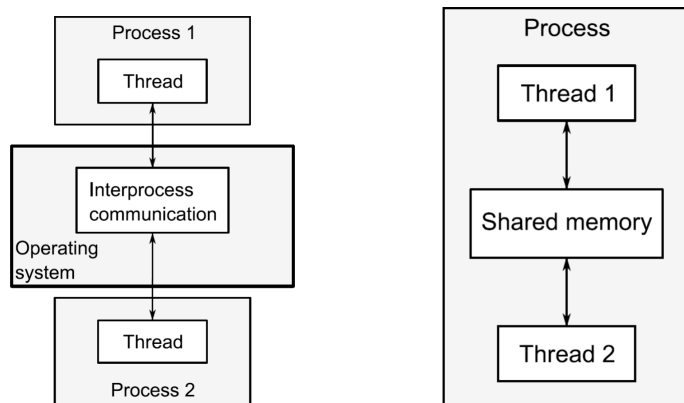 Process 1
Thread
Interprocess
communication
Operating
system
Thread
Process 2
Process
Thread 1
Shared memory
Thread 2